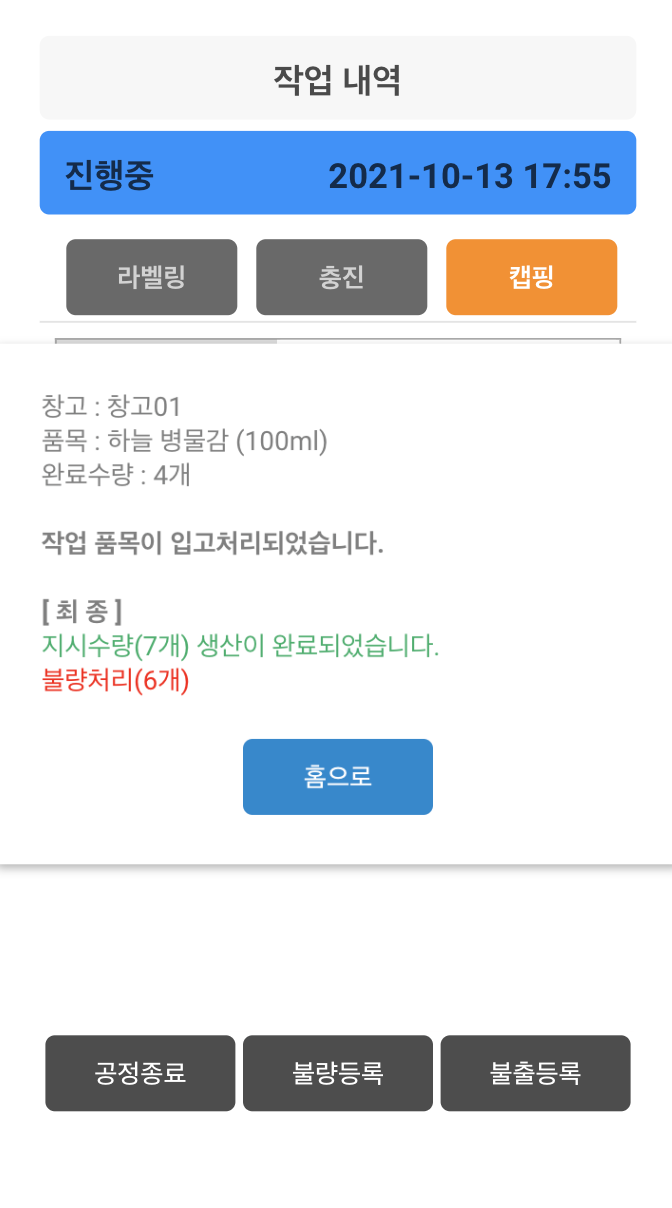 작업 내역
진행중 2021-10-13 17:55
라벨링 충진 캡핑
창고 : 창고01
품목 : 하늘 병물감 (100ml)
완료수량 : 4개
작업 품목이 입고처리되었습니다.
[ 최 종 ]
지시수량(7개) 생산이 완료되었습니다.
불량처리(6개)
홈으로
공정종료 불량등록 불출등록